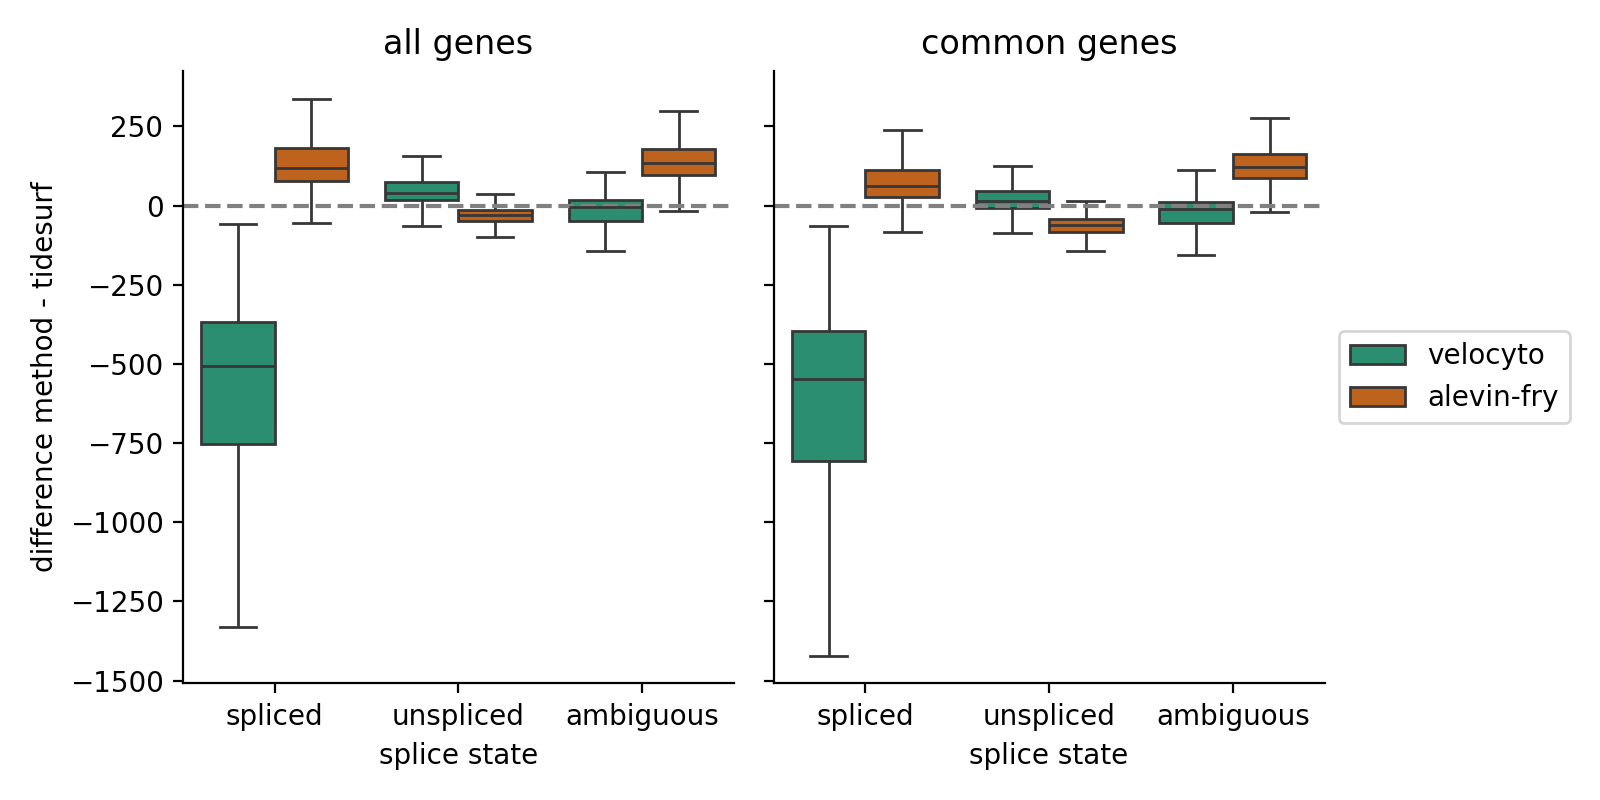 all genes
common genes
difference method - tidesurf
250
0
−250
−500
−750
−1000
−1250
−1500
spliced unspliced ambiguous
splice state
spliced unspliced ambiguous
splice state
velocyto
alevin-fry